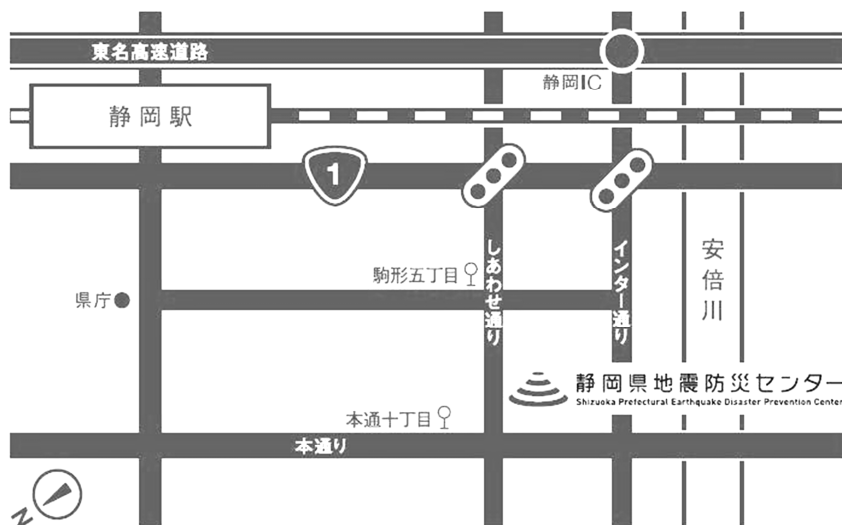 東名高速道路
静岡IC
静岡駅
1
しあわせ通り
インター通り
安倍川
駒形五丁目
県庁
静岡県地震防災センター
Shizuoka Prefectural Earthquake Disaster Prevention Center
本通十丁目
本通り
N